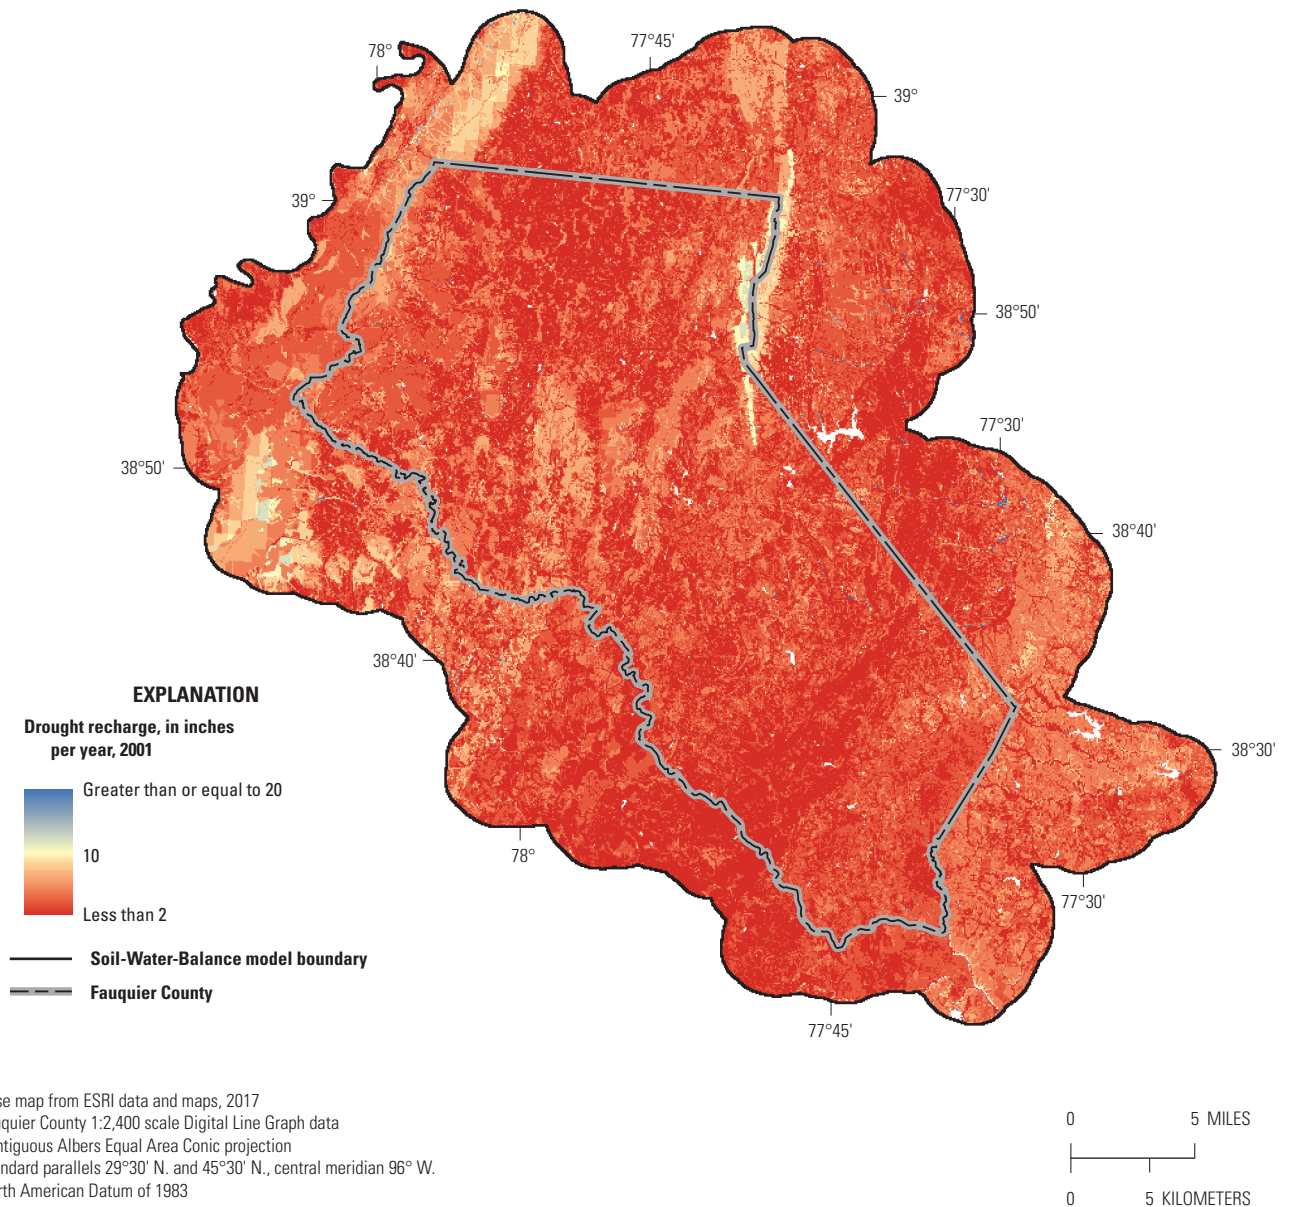 77°45'
78°
39°
77°30'
39°
38°50'
77°30'
38°50'
38°40'
38°40'
EXPLANATION
Drought recharge, in inches
per year, 2001
38°30'
Greater than or equal to 20
10
78°
77°30'
Less than 2
Soil-Water-Balance model boundary
Fauquier County
77°45'
se map from ESRI data and maps, 2017
uquier County 1:2,400 scale Digital Line Graph data
ntiguous Albers Equal Area Conic projection
ndard parallels 29°30' N. and 45°30' N., central meridian 96° W.
rth American Datum of 1983
0 5 MILES
0 5 KILOMETERS